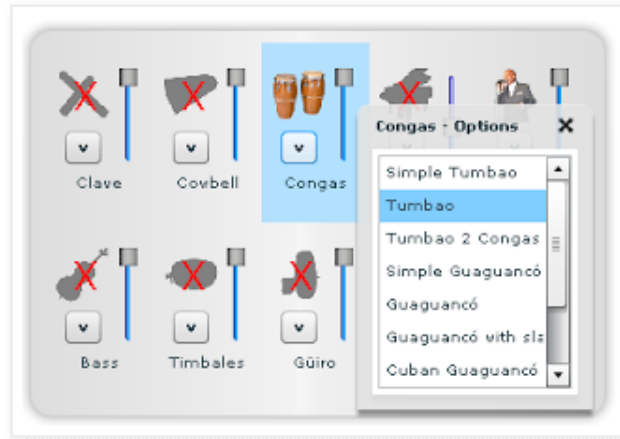 Clave
Cowbell
Congas
Bass
Timbales
Güiro
Congas - Options
Simple Tumbao
Tumbao
Tumbao 2 Congas
Simple Guaguancó
Guaguancó
Guaguancó with sla
Cuban Guaguancó